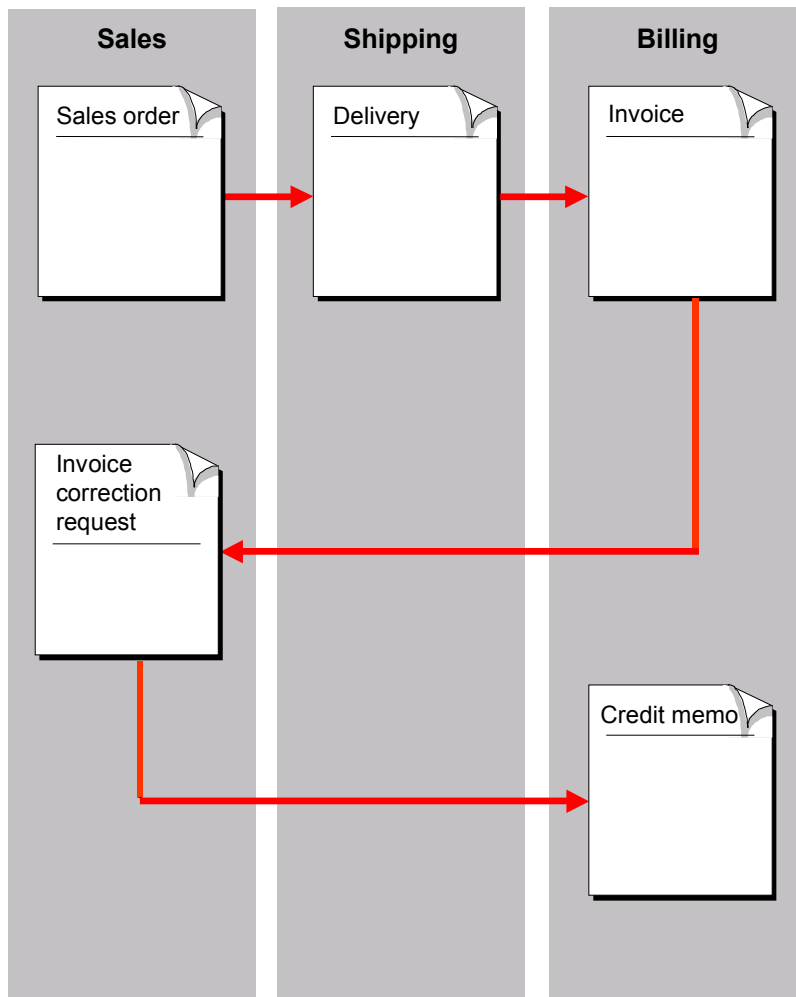 Sales
Shipping
Billing
Sales order
Delivery
Invoice
Invoice
correction
request
Credit memo